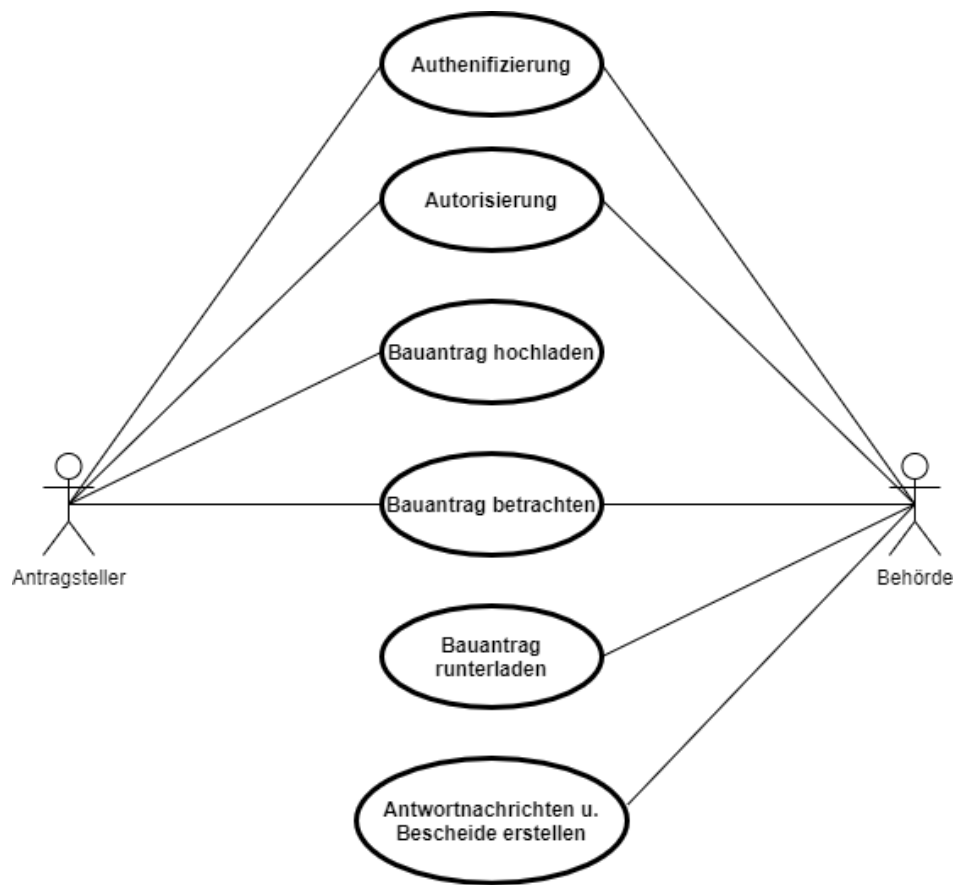 Authenifizierung
Autorisierung
Bauantrag hochladen
Bauantrag betrachten
Antragsteller
Behörde
Bauantrag
runterladen
Antwortnachrichten u.
Bescheide erstellen